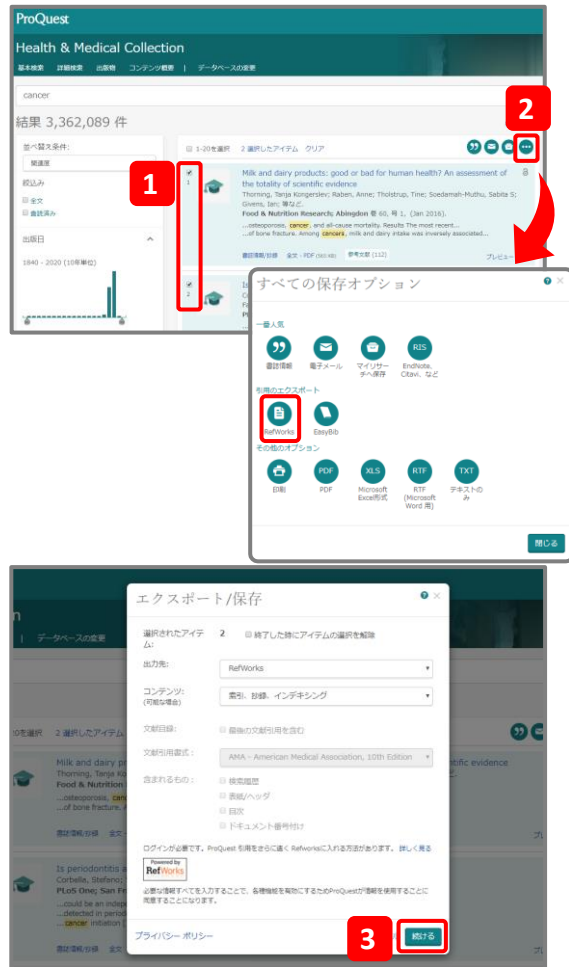 ProQuest
Health & Medical Collection
基本検索 詳細検索 出版物 コンテンツ概要 | データベースの変更
cancer
結果 3,362,089 件
2
並べ替え条件:
関連度
絞込み
全文
査読済み
出版日
1840 - 2020 (10年単位)
1-20を選択 2 選択したアイテム クリア
1
1
Milk and dairy products: good or bad for human health? An assessment of
the totality of scientific evidence
Thorning, Tanja Kongerslev; Raben, Anne; Tholstrup, Tine; Soedamah-Muthu, Sabita S;
Givens, Ian; 等など.
Food & Nutrition Research; Abingdon 巻 60, 号 1, (Jan 2016).
...osteoporosis, cancer, and all-cause mortality. Results The most recent...
...of bone fracture. Among cancers, milk and dairy intake was inversely associated...
書誌情報/抄録 全文 - PDF (583 KB) 参考文献 (112) プレビュー
2
すべての保存オプション
一番人気
書誌情報
電子メール
マイリサー
チへ保存
RIS
EndNote、
Citavi、など
引用のエクスポート
RefWorks
EasyBib
その他のオプション
印刷
PDF
PDF
XLS
Microsoft
Excel形式
RTF
RTF
(Microsoft
Word 用)
TXT
テキストの
み
閉じる
n
| データベースの変更
0を選択 2 選択したアイテム
Milk and dairy pr
Thorning, Tanja Ko
Food & Nutrition
...osteoporosis, canc
...of bone fracture. A
書誌情報/抄録 全文 -
Is periodontitis a
Corbella, Stefano;
PLoS One; San Fr
...could be an indepe
...detected in period
...cancer initiation [
書誌情報/抄録 全文
ntific evidence
エクスポート/保存
選択されたアイテ
ム:
2
終了した時にアイテムの選択を解除
出力先:
RefWorks
コンテンツ:
(可能な場合)
索引、抄録、インデキシング
文献目録:
最後の文献引用を含む
文献引用書式:
AMA - American Medical Association, 10th Edition
含まれるもの:
検索履歴
表紙/ヘッダ
目次
ドキュメント番号付け
ログインが必要です。ProQuest 引用をさらに速く Refworksに入れる方法があります。 詳しく見る
Powered by
RefWorks
必要な情報すべてを入力することで、各種機能を有効にするためProQuestが情報を使用することに
同意することになります。
プライバシー ポリシー
3
続ける